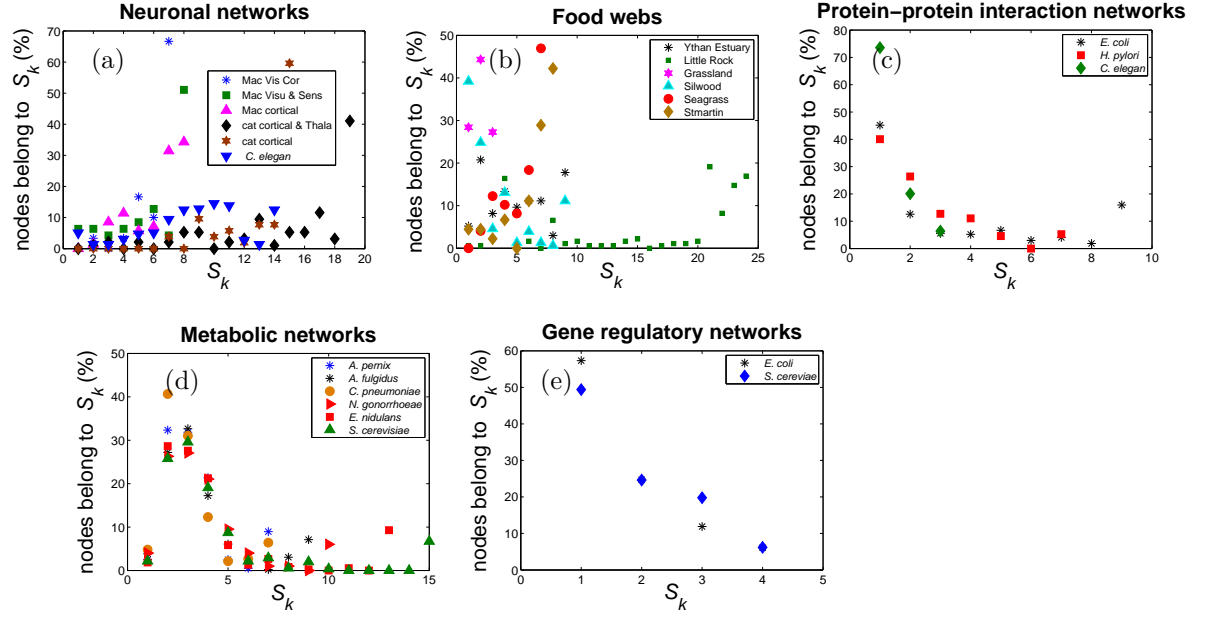 Neuronal networks
nodes belong to S_k (%)
70
60
50
40
30
20
10
0
(a)
Mac Vis Cor
Mac Visu & Sens
Mac cortical
cat cortical & Thala
cat cortical
C. elegan
0 2 4 6 8 10 12 14 16 18 20
S_k
Food webs
nodes belong to S_k (%)
50
40
30
20
10
0
(b)
Ythan Estuary
Little Rock
Grassland
Silwood
Seagrass
Stmartin
0 5 10 15 20 25
S_k
Protein–protein interaction networks
nodes belong to S_k (%)
80
70
60
50
40
30
20
10
0
(c)
E. coli
H. pylori
C. elegan
0 2 4 6 8 10
S_k
Metabolic networks
nodes belong to S_k (%)
50
40
30
20
10
0
(d)
A. pernix
A. fulgidus
C. pneumoniae
N. gonorrhoeae
E. nidulans
S. cerevisiae
0 5 10 15
S_k
Gene regulatory networks
nodes belong to S_k (%)
60
50
40
30
20
10
0
(e)
E. coli
S. cereviae
0 1 2 3 4 5
S_k